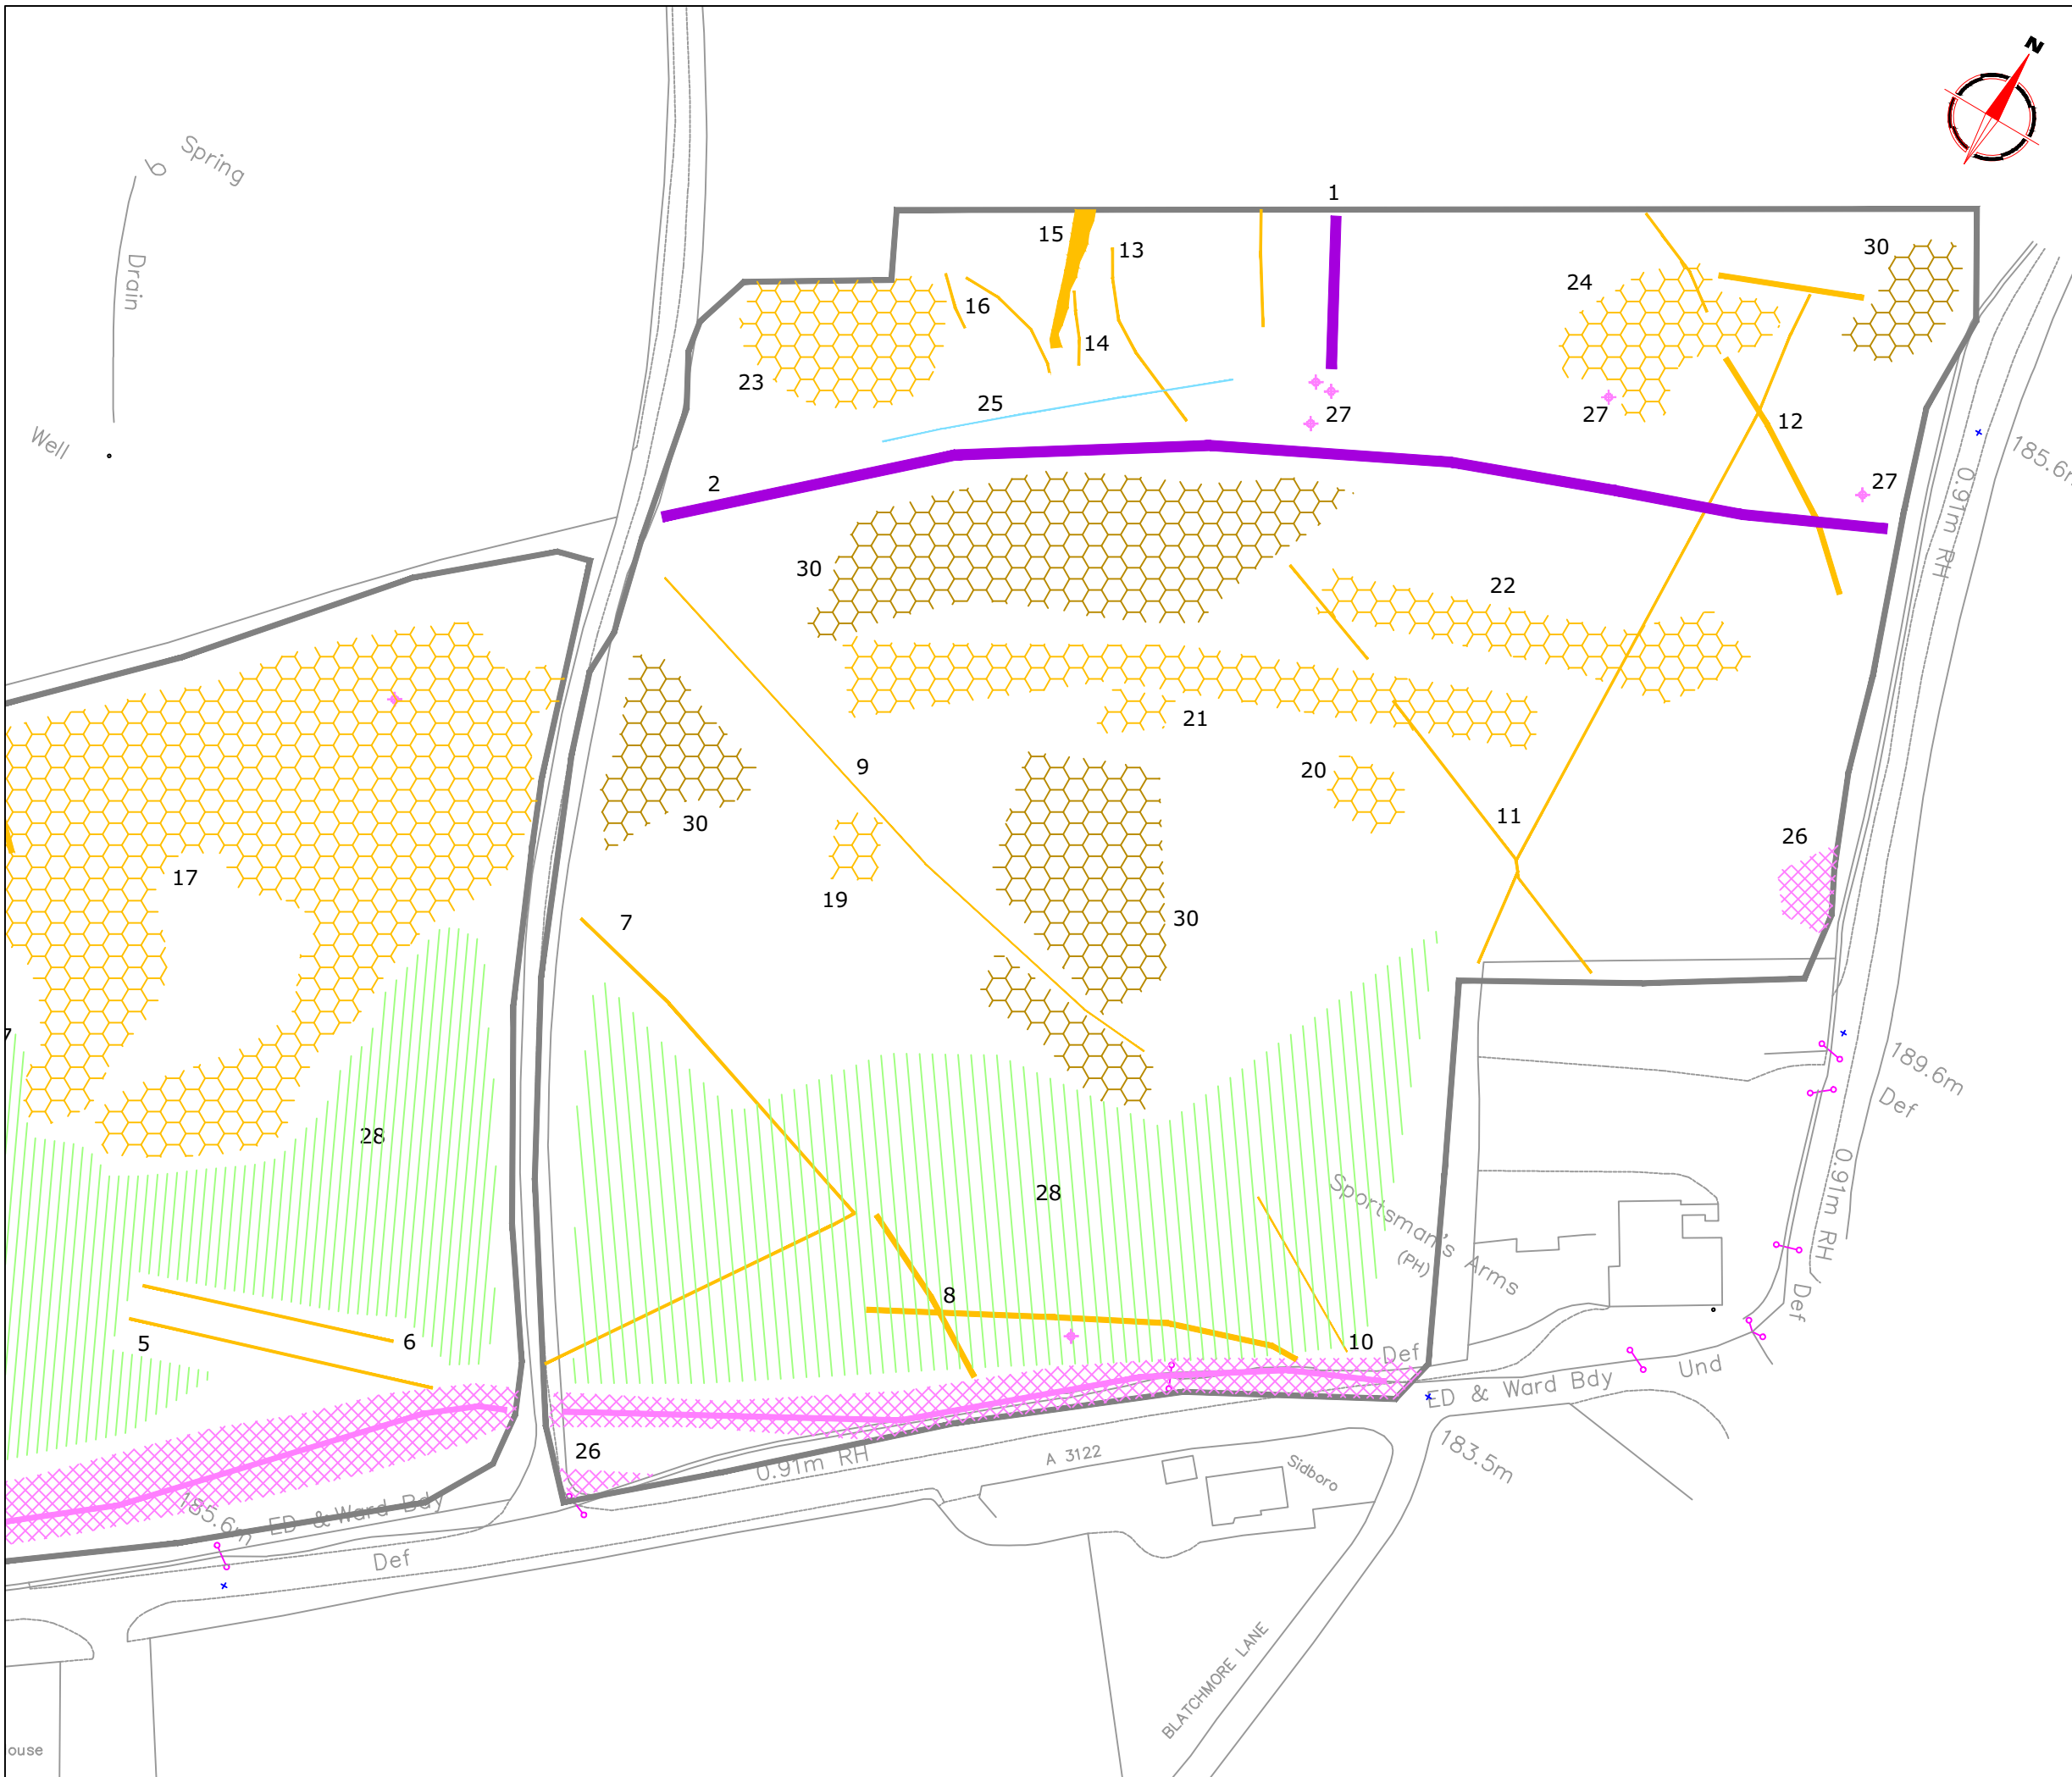 N
Spring
Drain
Well
1
15
13
30
24
16
14
23
25
27
27
12
185.6m
2
27
0.91m RH
30
22
21
9
20
30
11
26
17
19
30
7
189.6m
Def
28
28
Sportsman's Arms
(PH)
0.91m RH
Def
8
5
6
10
Def
Und
ED & Ward Bdy
26
0.91m RH
A 3122
Sidboro
183.5m
185.6m
ED & Ward Bdy
Def
BLATCHMORE LANE
ouse